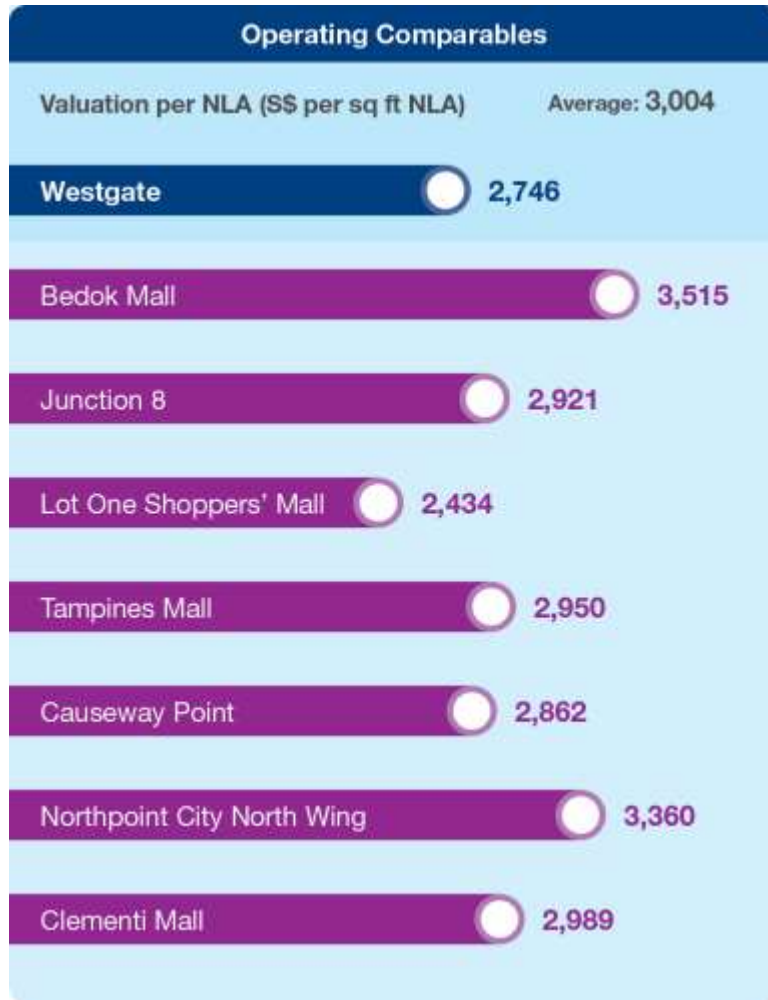 Operating Comparables
Valuation per NLA (S$ per sq ft NLA) Average: 3,004
Westgate 2,746
Bedok Mall 3,515
Junction 8 2,921
Lot One Shoppers’ Mall 2,434
Tampines Mall 2,950
Causeway Point 2,862
Northpoint City North Wing 3,360
Clementi Mall 2,989